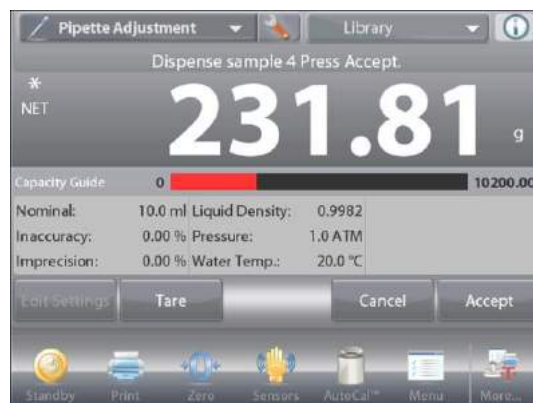 Pipette Adjustment Library
Dispense sample 4 Press Accept.
*
NET
231.81 g
Capacity Guide 0 10200.00
Nominal: 10.0 ml Liquid Density: 0.9982
Inaccuracy: 0.00 % Pressure: 1.0 ATM
Imprecision: 0.00 % Water Temp.: 20.0 °C
Edit Settings Tare Cancel Accept
Standby Print Zero Sensors AutoCal™ Menu More...